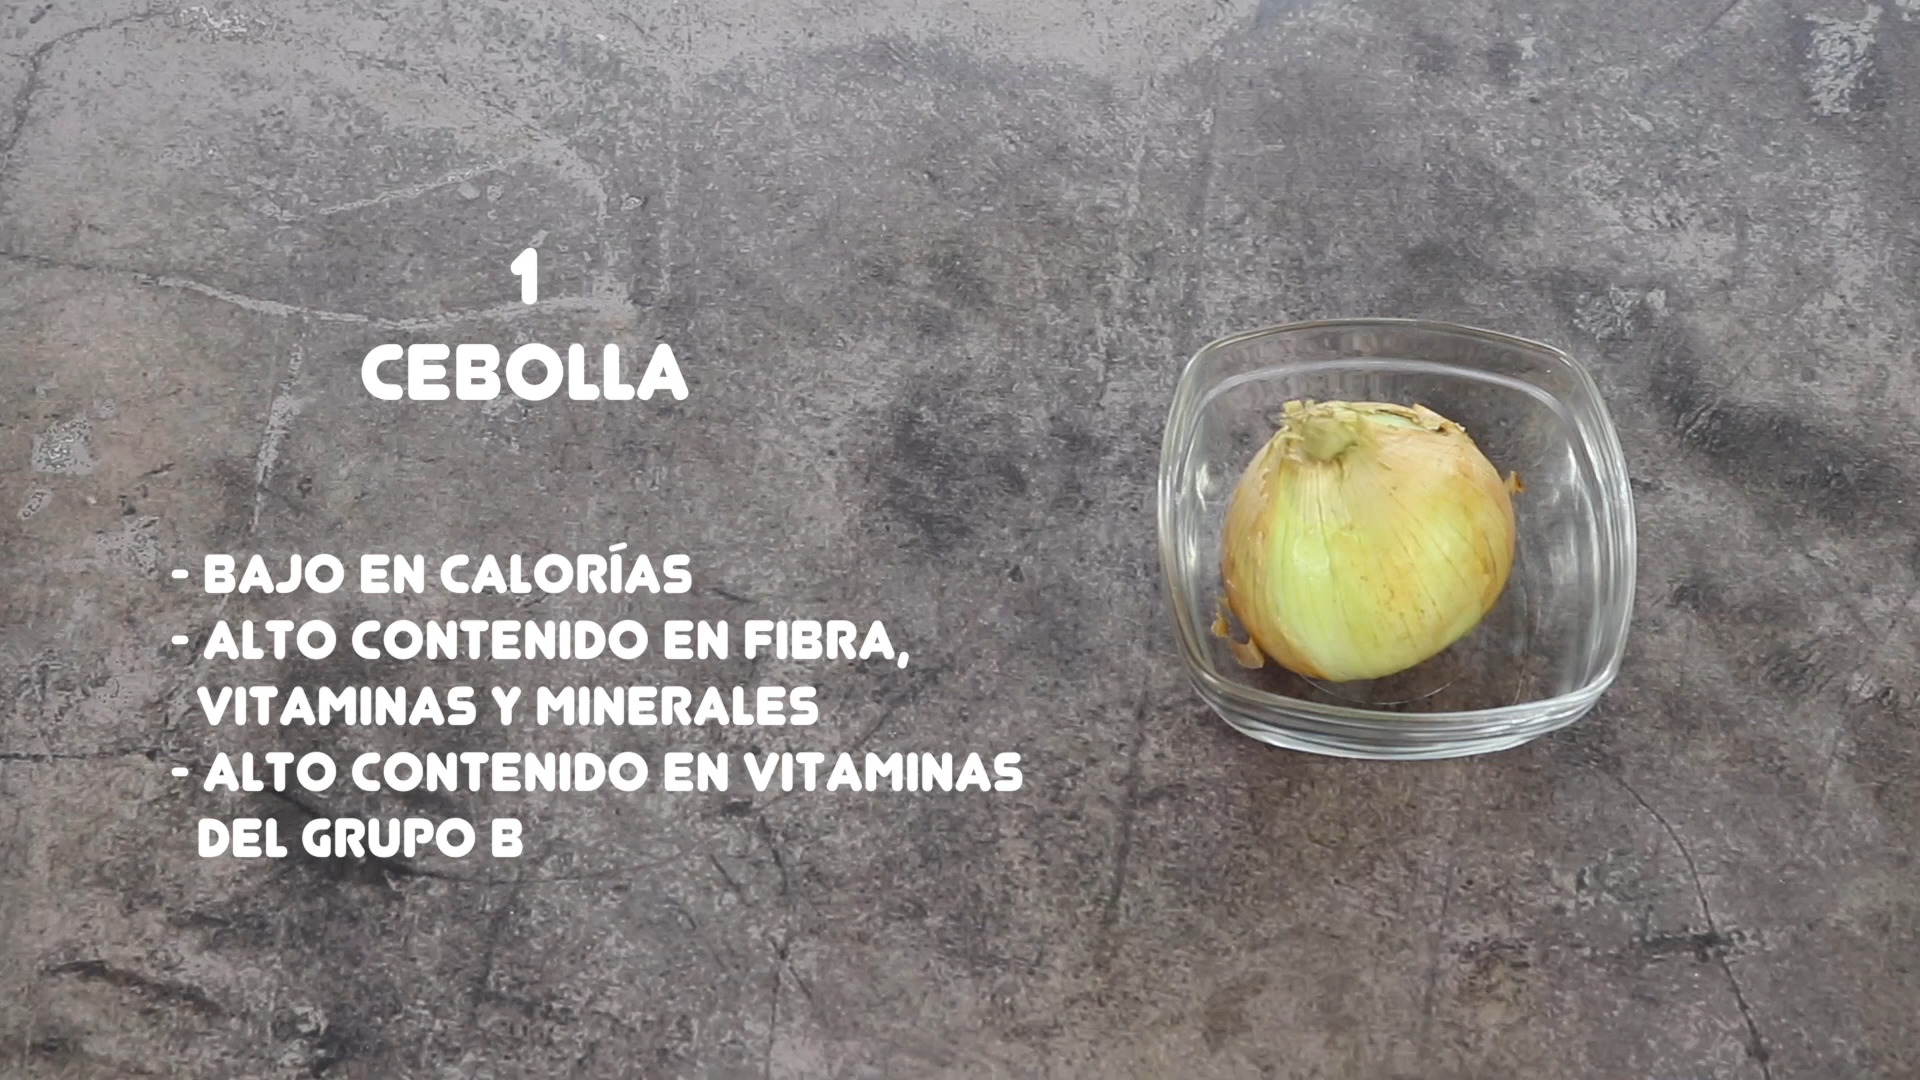 1
CEBOLLA
- BAJO EN CALORÍAS
- ALTO CONTENIDO EN FIBRA,
VITAMINAS Y MINERALES
- ALTO CONTENIDO EN VITAMINAS
DEL GRUPO B